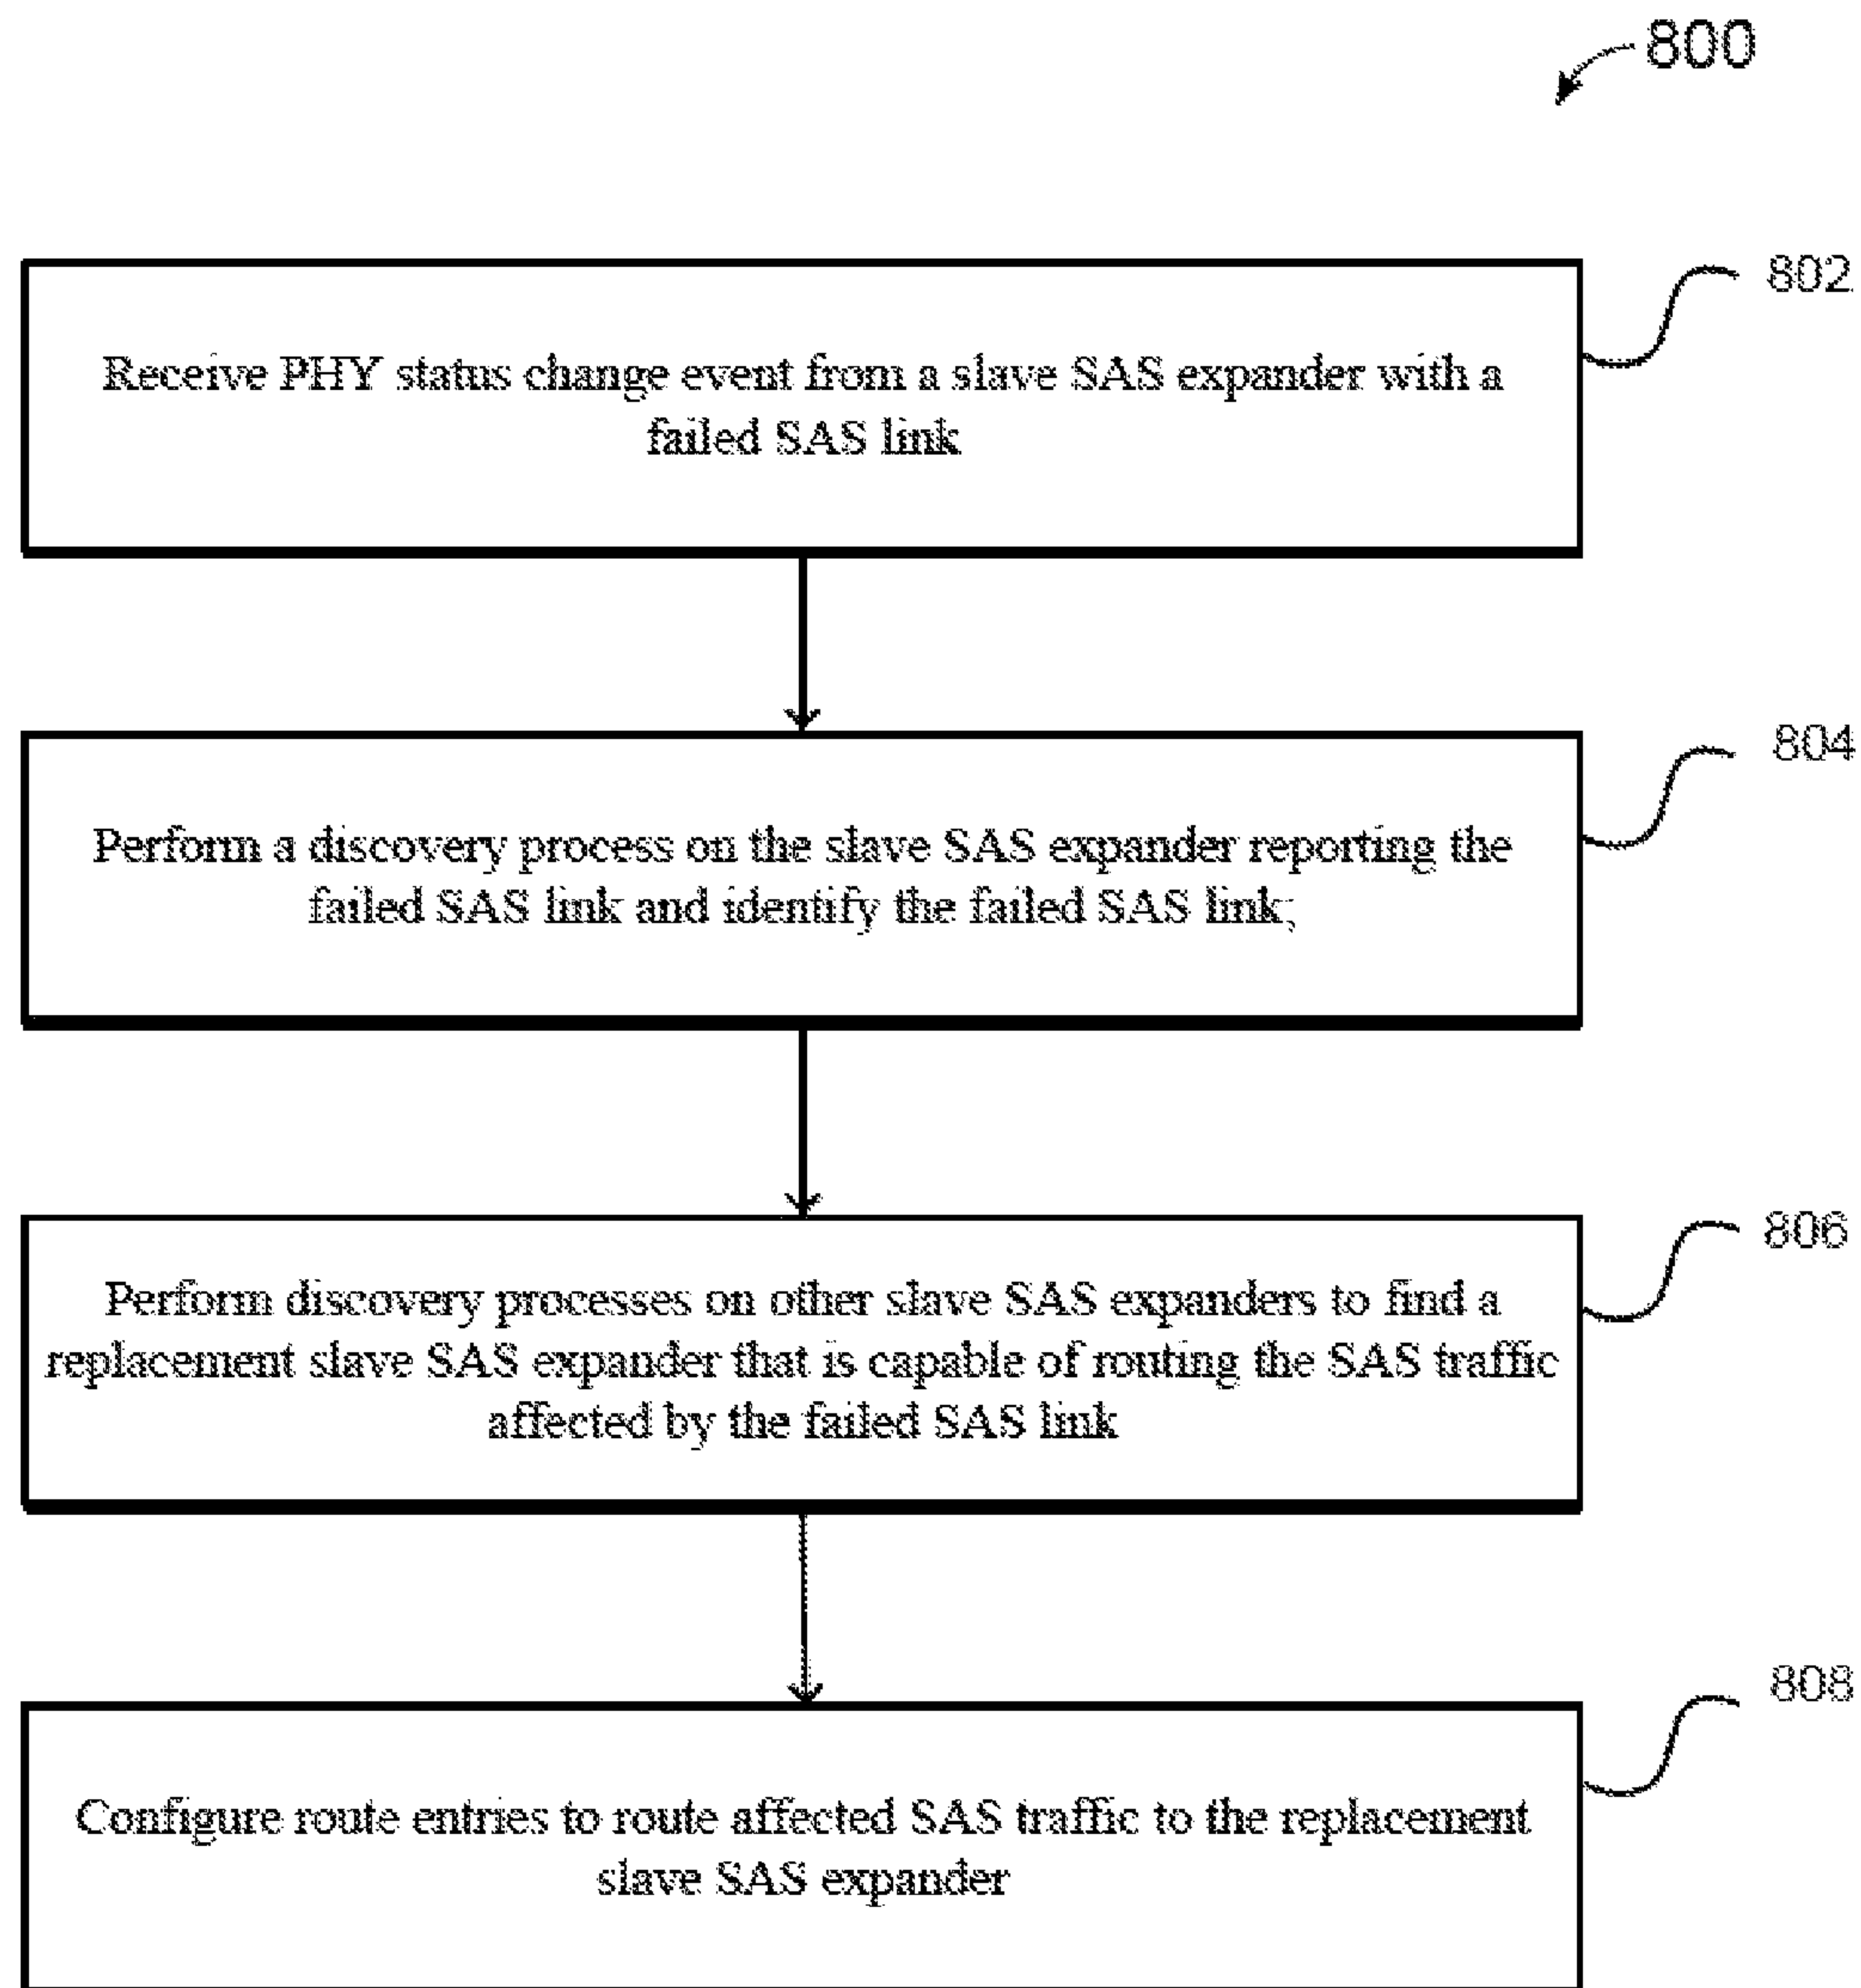 800
802
Receive PHY status change event from a slave SAS expander with a
failed SAS link
804
Perform a discovery process on the slave SAS expander reporting the
failed SAS link and identify the failed SAS link;
806
Perform discovery processes on other slave SAS expanders to find a
replacement slave SAS expander that is capable of routing the SAS traffic
affected by the failed SAS link
808
Configure route entries to route affected SAS traffic to the replacement
slave SAS expander